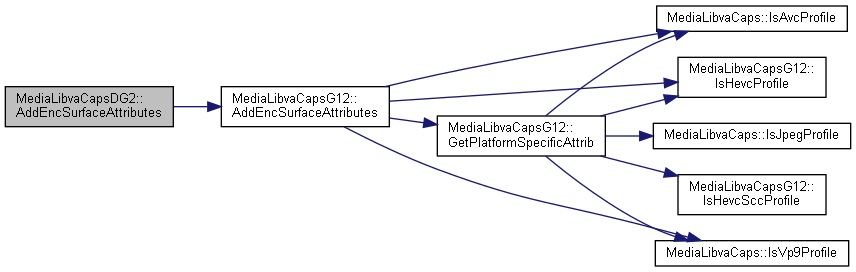 MediaLibvaCapsDG2::
AddEncSurfaceAttributes
MediaLibvaCapsG12::
AddEncSurfaceAttributes
MediaLibvaCapsG12::
GetPlatformSpecificAttrib
MediaLibvaCaps::IsAvcProfile
MediaLibvaCapsG12::
IsHevcProfile
MediaLibvaCaps::IsJpegProfile
MediaLibvaCapsG12::
IsHevcSccProfile
MediaLibvaCaps::IsVp9Profile